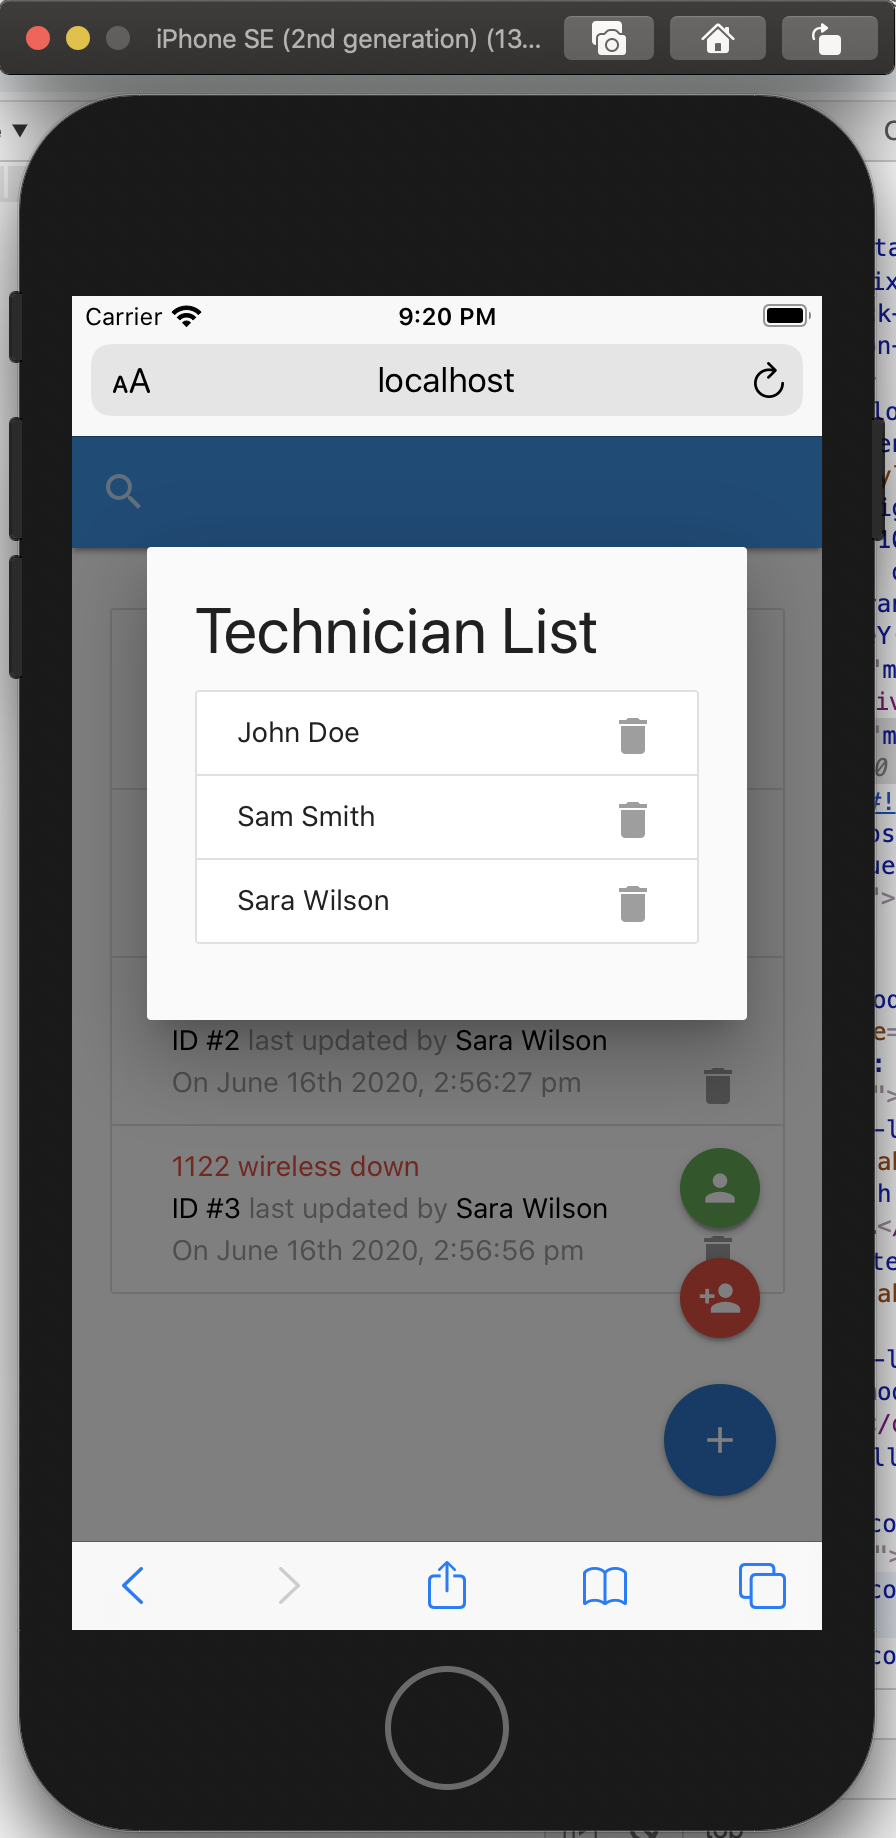 iPhone SE (2nd generation) (13...
Carrier
9:20 PM
AA
localhost
Technician List
John Doe
Sam Smith
Sara Wilson
ID #2 last updated by Sara Wilson
On June 16th 2020, 2:56:27 pm
1122 wireless down
ID #3 last updated by Sara Wilson
On June 16th 2020, 2:56:56 pm